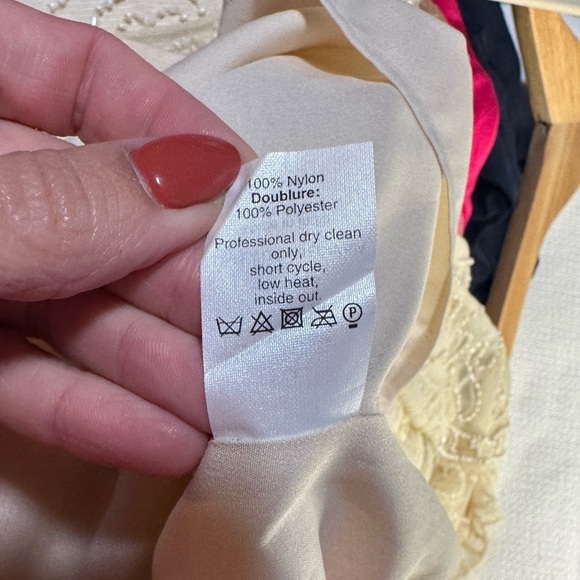 100% Nylon
Doublure:
100% Polyester
Professional dry clean
only,
short cycle,
low heat,
inside out.
P